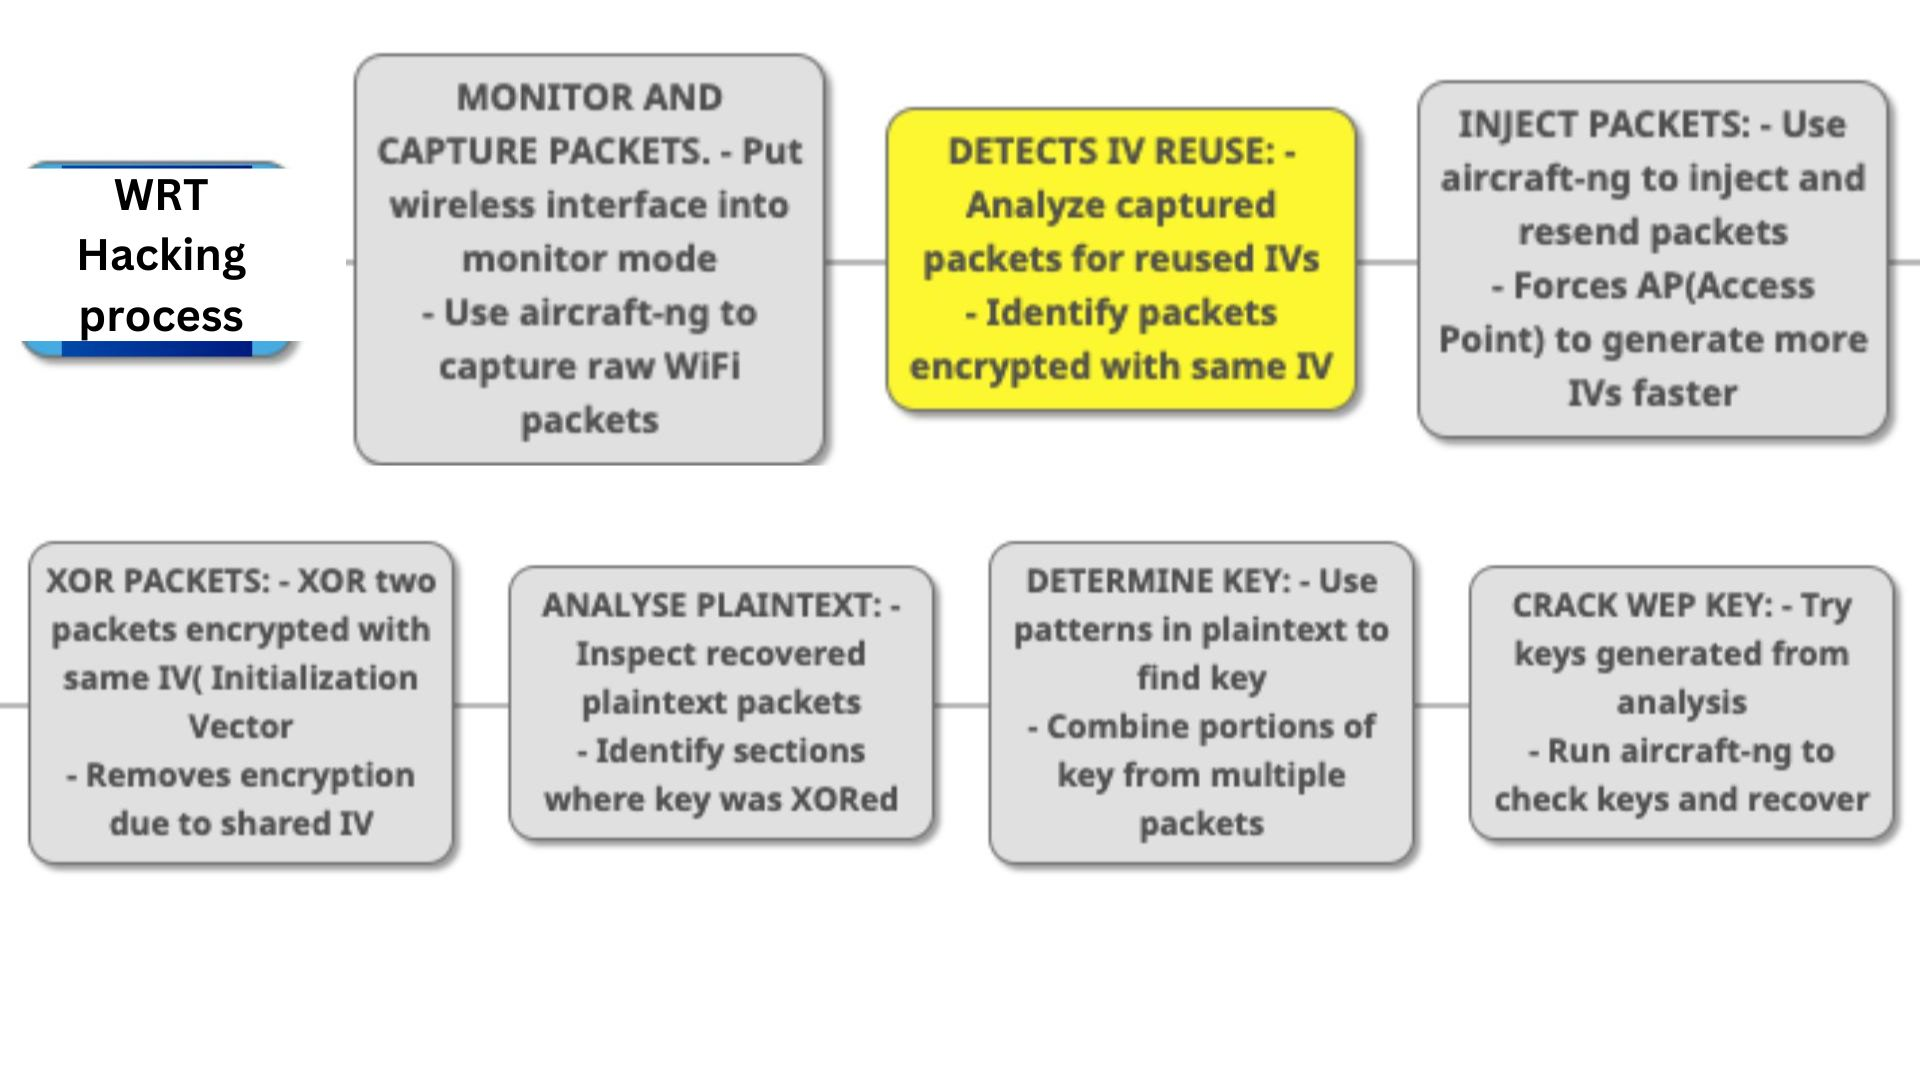 WRT
Hacking
process
MONITOR AND
CAPTURE PACKETS. - Put
wireless interface into
monitor mode
- Use aircraft-ng to
capture raw WiFi
packets
DETECTS IV REUSE: -
Analyze captured
packets for reused IVs
- Identify packets
encrypted with same IV
INJECT PACKETS: - Use
aircraft-ng to inject and
resend packets
- Forces AP(Access
Point) to generate more
IVs faster
XOR PACKETS: - XOR two
packets encrypted with
same IV( Initialization
Vector
- Removes encryption
due to shared IV
ANALYSE PLAINTEXT: -
Inspect recovered
plaintext packets
- Identify sections
where key was XORed
DETERMINE KEY: - Use
patterns in plaintext to
find key
- Combine portions of
key from multiple
packets
CRACK WEP KEY: - Try
keys generated from
analysis
- Run aircraft-ng to
check keys and recover